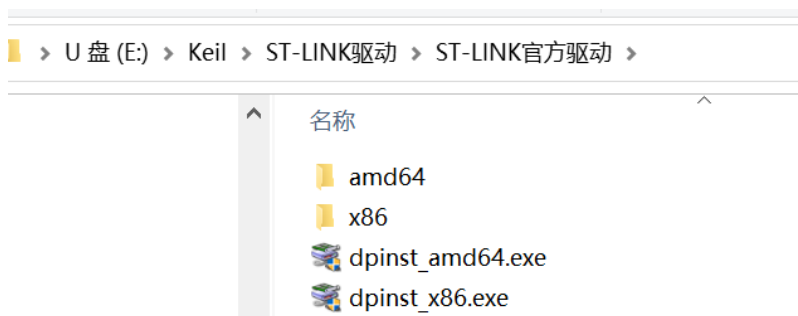 U 盘 (E:) > Keil > ST-LINK驱动 > ST-LINK官方驱动 >
名称
amd64
x86
dpinst_amd64.exe
dpinst_x86.exe